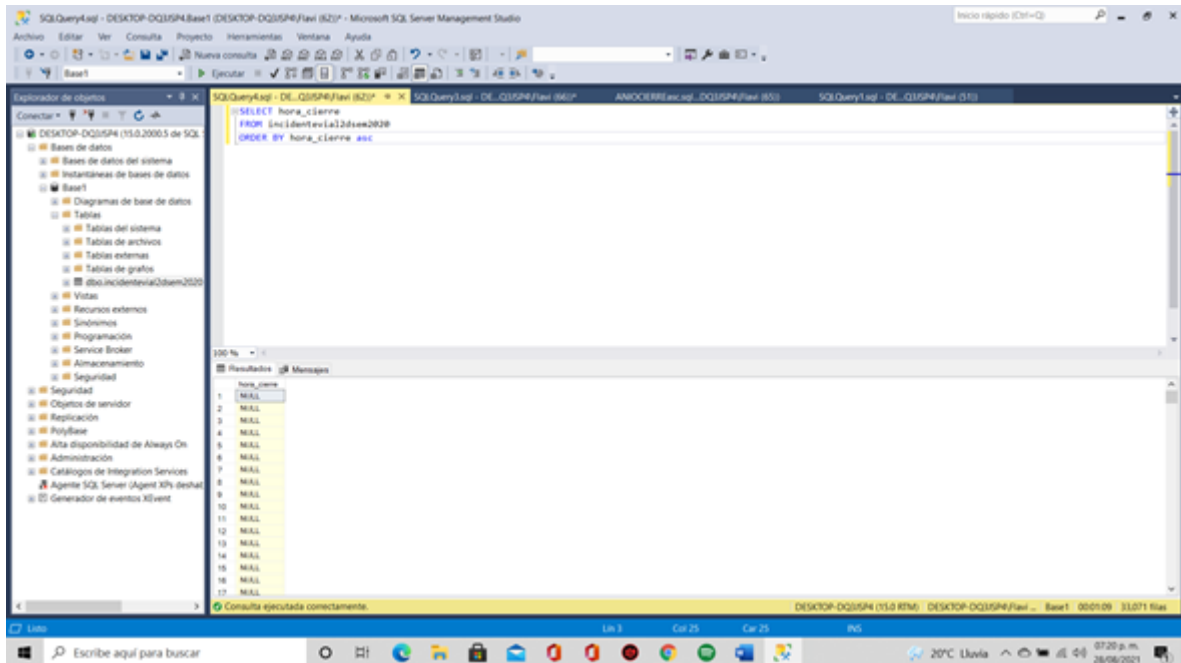 SQLQuery4.sql - DESKTOP-DQ3JSP4.Base1 (DESKTOP-DQ3JSP4\Flavi (62))* - Microsoft SQL Server Management Studio
Inicio rápido (Ctrl+Q)
Archivo Editar Ver Consulta Proyecto Herramientas Ventana Ayuda
Nueva consulta
Base1 Ejecutar
Explorador de objetos
SQLQuery4.sql - DE...Q3JSP4\Flavi (62))* SQLQuery3.sql - DE...Q3JSP4\Flavi (66))* ANIOCIERREasc.sql...DQ3JSP4\Flavi (65)) SQLQuery1.sql - DE...Q3JSP4\Flavi (51))
Conectar
DESKTOP-DQ3JSP4 (15.0.2000.5 de SQL
Bases de datos
Bases de datos del sistema
Instantáneas de bases de datos
Base1
Diagramas de base de datos
Tablas
Tablas del sistema
Tablas de archivos
Tablas externas
Tablas de grafos
dbo.incidentevial2dsem2020
Vistas
Recursos externos
Sinónimos
Programación
Service Broker
Almacenamiento
Seguridad
Seguridad
Objetos de servidor
Replicación
PolyBase
Alta disponibilidad de Always On
Administración
Catálogos de Integration Services
Agente SQL Server (Agent XPs deshat
Generador de eventos XEvent
SELECT hora_cierre
FROM incidentevial2dsem2020
ORDER BY hora_cierre asc
100 %
Resultados Mensajes
hora_cierre
1 NULL
2 NULL
3 NULL
4 NULL
5 NULL
6 NULL
7 NULL
8 NULL
9 NULL
10 NULL
11 NULL
12 NULL
13 NULL
14 NULL
15 NULL
16 NULL
17 NULL
Consulta ejecutada correctamente.
DESKTOP-DQ3JSP4 (15.0 RTM) DESKTOP-DQ3JSP4\Flavi ... Base1 00:01:09 33,071 filas
Listo Lín 3 Col 25 Car 25 INS
Escribe aquí para buscar
20°C Lluvia
07:20 p. m.
28/08/2021